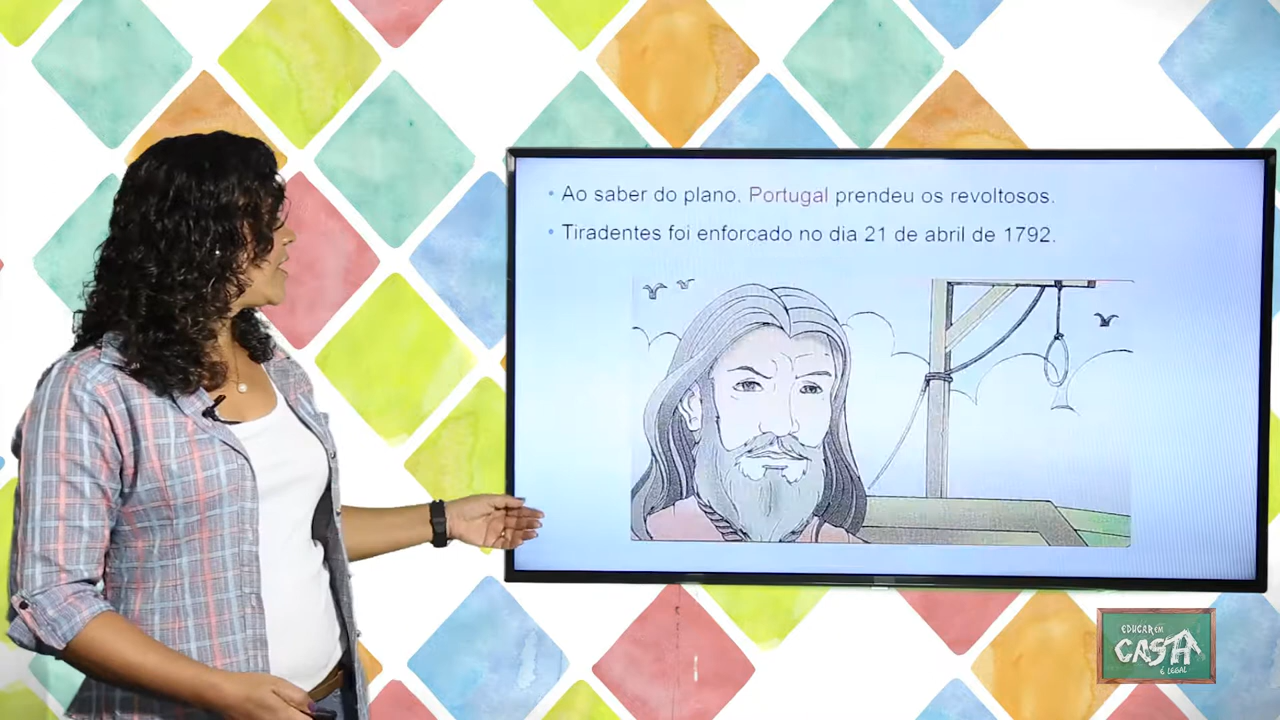 • Ao saber do plano. Portugal prendeu os revoltosos.
• Tiradentes foi enforcado no dia 21 de abril de 1792.
EDUCAR EM
CASA
É LEGAL